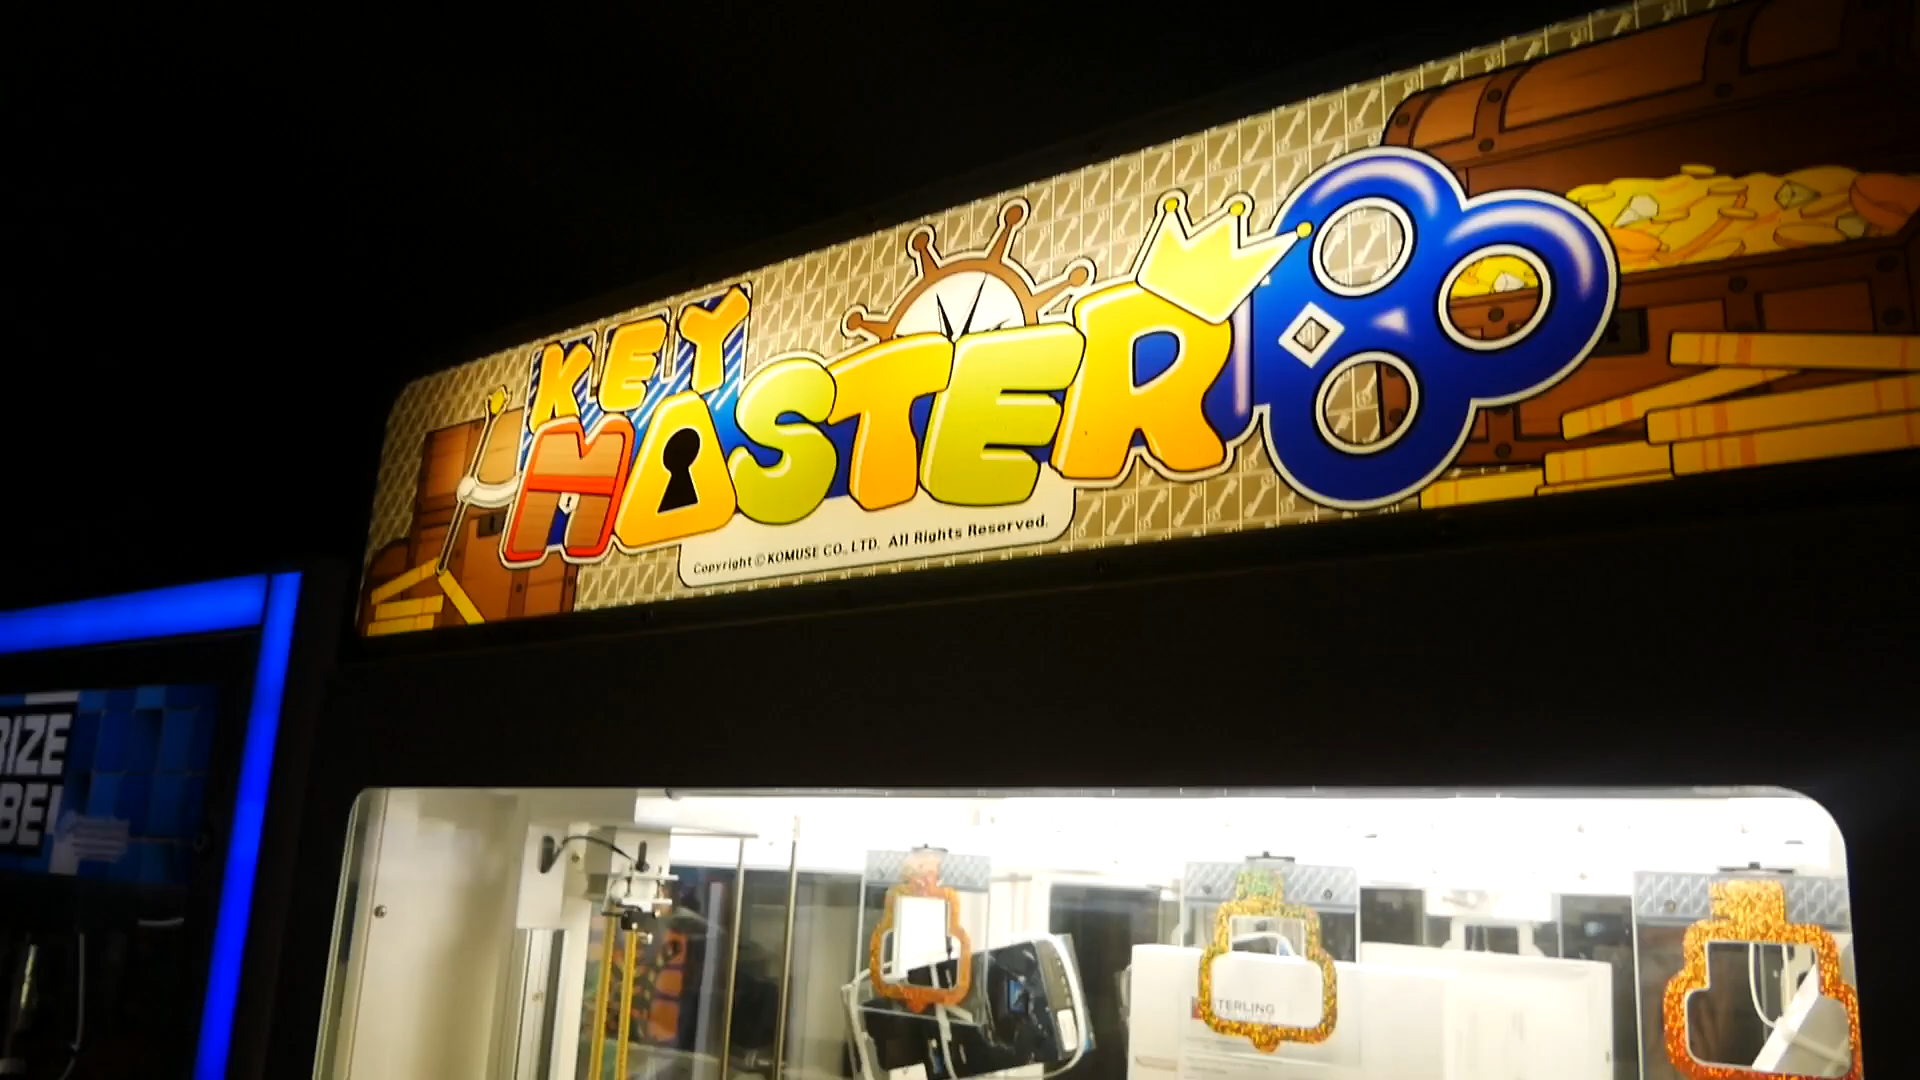 KEY
MASTER
Copyright © KOMUSE CO., LTD. All Rights Reserved.
RIZE
BE!
STERLING